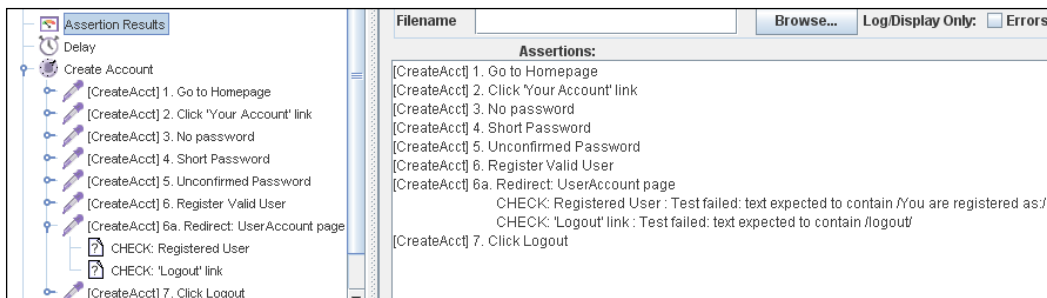 Assertion Results
Delay
Create Account
[CreateAcct] 1. Go to Homepage
[CreateAcct] 2. Click 'Your Account' link
[CreateAcct] 3. No password
[CreateAcct] 4. Short Password
[CreateAcct] 5. Unconfirmed Password
[CreateAcct] 6. Register Valid User
[CreateAcct] 6a. Redirect: UserAccount page
CHECK: Registered User
CHECK: 'Logout' link
[CreateAcct] 7. Click Logout
Filename Browse... Log/Display Only: Errors
Assertions:
[CreateAcct] 1. Go to Homepage
[CreateAcct] 2. Click 'Your Account' link
[CreateAcct] 3. No password
[CreateAcct] 4. Short Password
[CreateAcct] 5. Unconfirmed Password
[CreateAcct] 6. Register Valid User
[CreateAcct] 6a. Redirect: UserAccount page
CHECK: Registered User : Test failed: text expected to contain /You are registered as:/
CHECK: 'Logout' link : Test failed: text expected to contain /logout/
[CreateAcct] 7. Click Logout